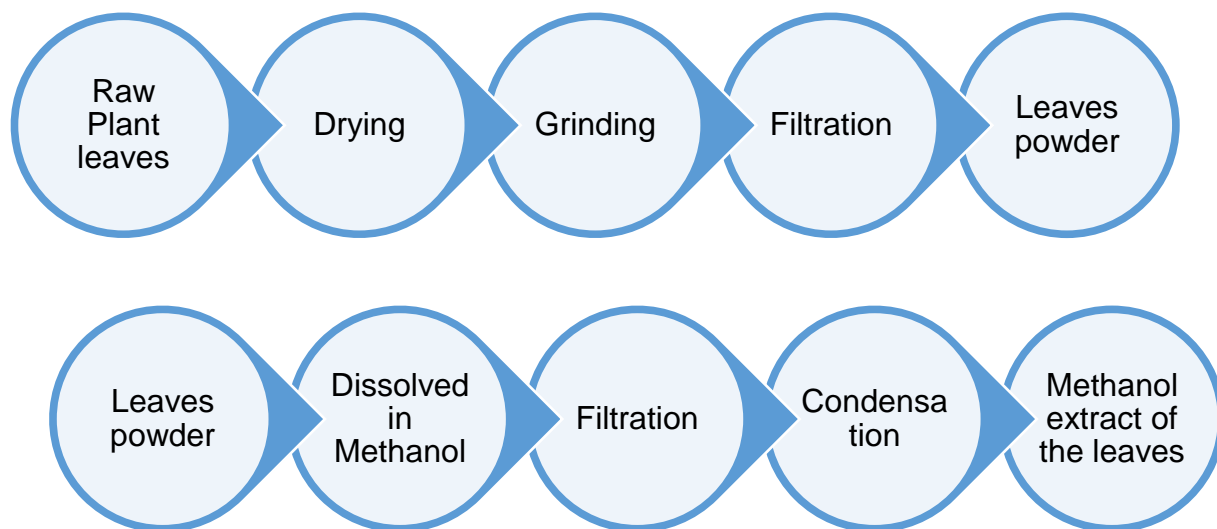 Raw
Plant
leaves
Drying
Grinding
Filtration
Leaves
powder
Leaves
powder
Dissolved
in
Methanol
Filtration
Condensa
tion
Methanol
extract of
the leaves